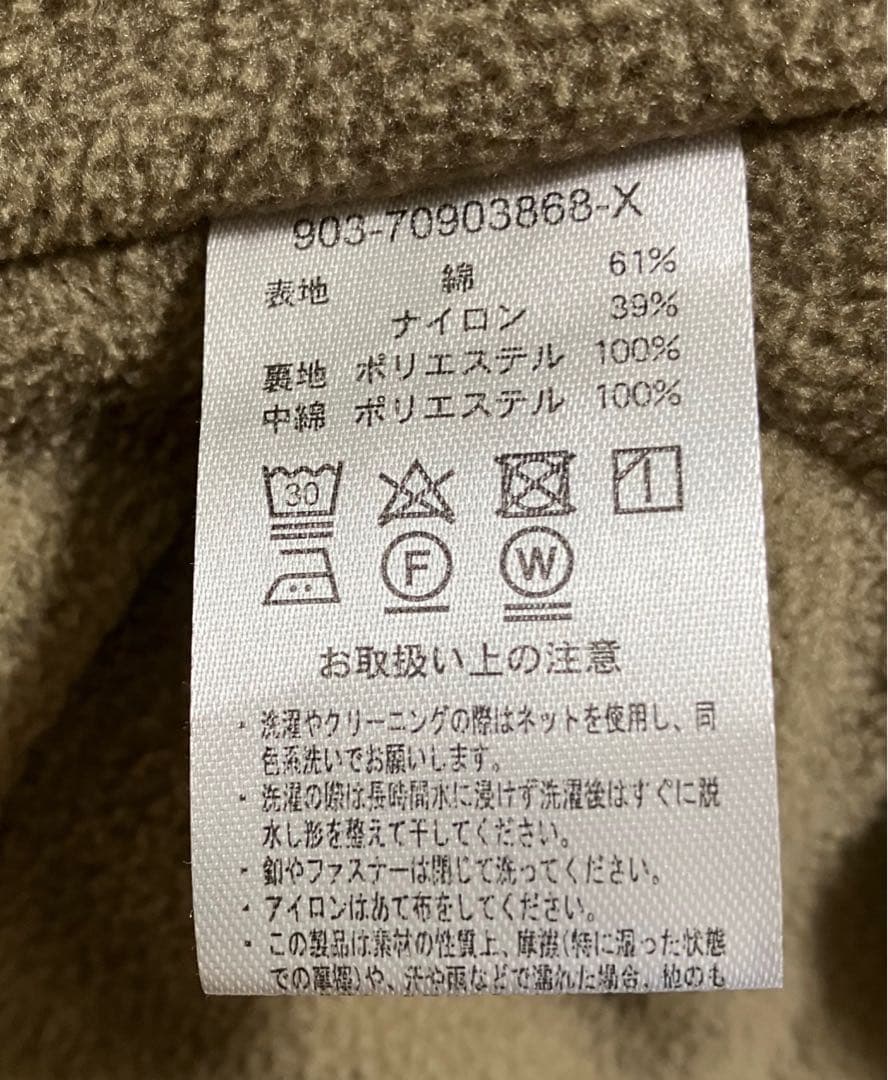 903-70903868-X
表地 綿 61%
ナイロン 39%
裏地 ポリエステル 100%
中綿 ポリエステル 100%
30
F W
お取扱い上の注意
・洗濯やクリーニングの際はネットを使用し、同
色系洗いでお願いします。
・洗濯の際は長時間水に浸けず洗濯後はすぐに脱
水し形を整えて干してください。
・釦やファスナーは閉じて洗ってください。
・アイロンはあて布をしてください。
・この製品は素材の性質上、摩擦(特に湿った状態
での摩擦)や、汗や雨などで濡れた場合、他のも